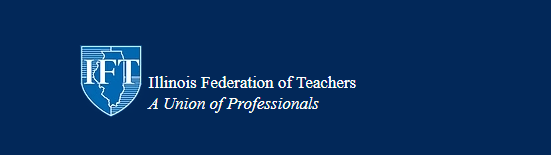 IFT
Illinois Federation of Teachers
A Union of Professionals